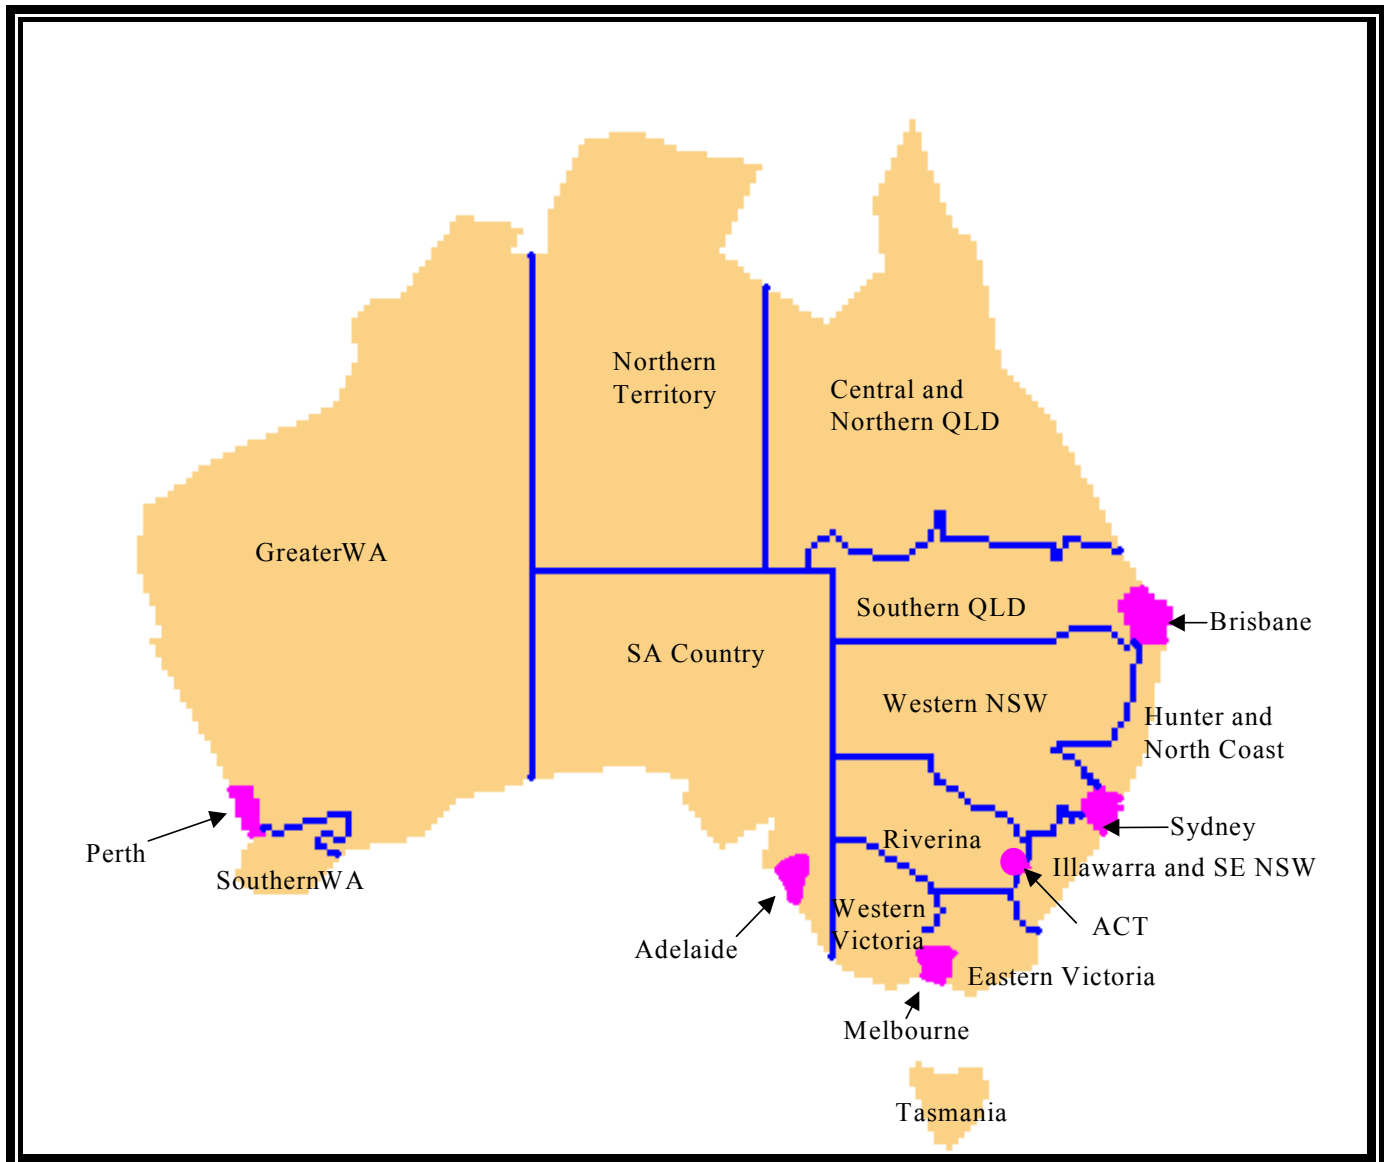 Northern
Territory
Central and
Northern QLD
GreaterWA
Southern QLD
Brisbane
SA Country
Western NSW
Hunter and
North Coast
Perth
Riverina
Sydney
SouthernWA
Illawarra and SE NSW
Western
Victoria
ACT
Adelaide
Eastern Victoria
Melbourne
Tasmania